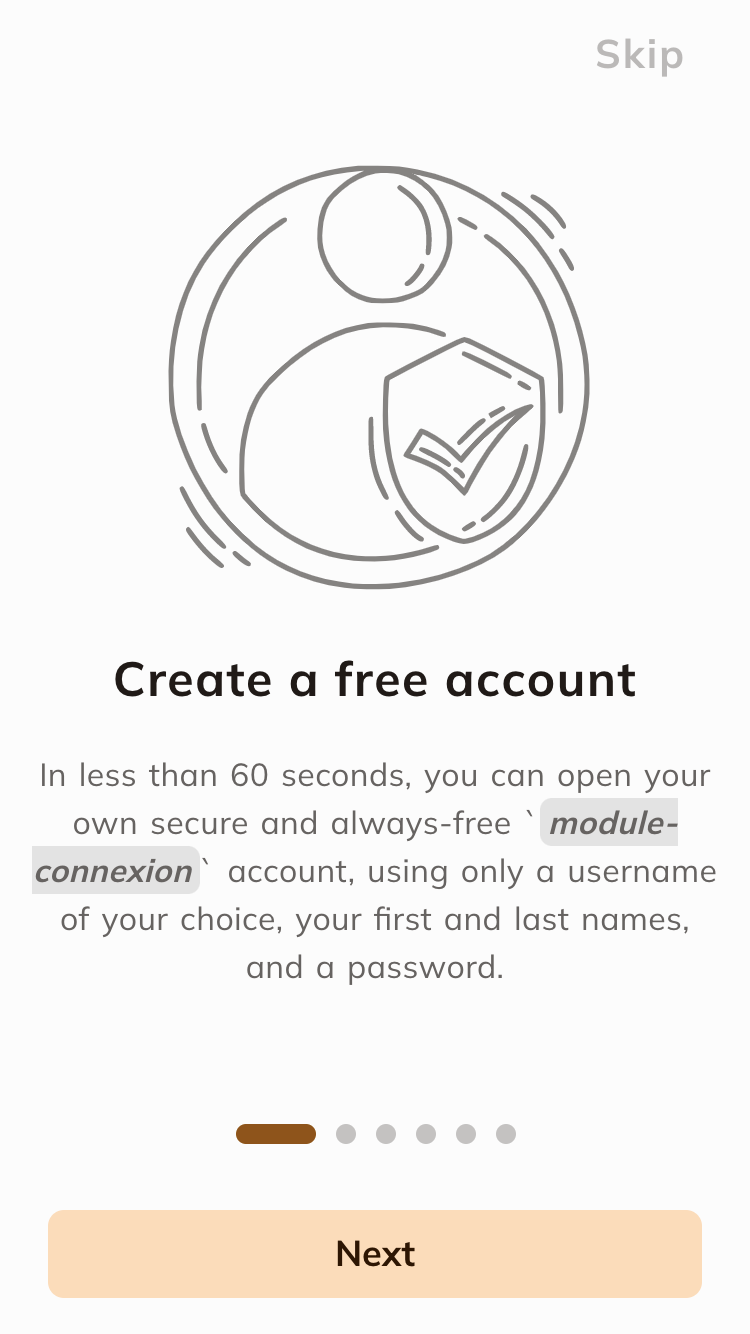 Skip
Create a free account
In less than 60 seconds, you can open your
own secure and always-free `module-
connexion` account, using only a username
of your choice, your first and last names,
and a password.
Next